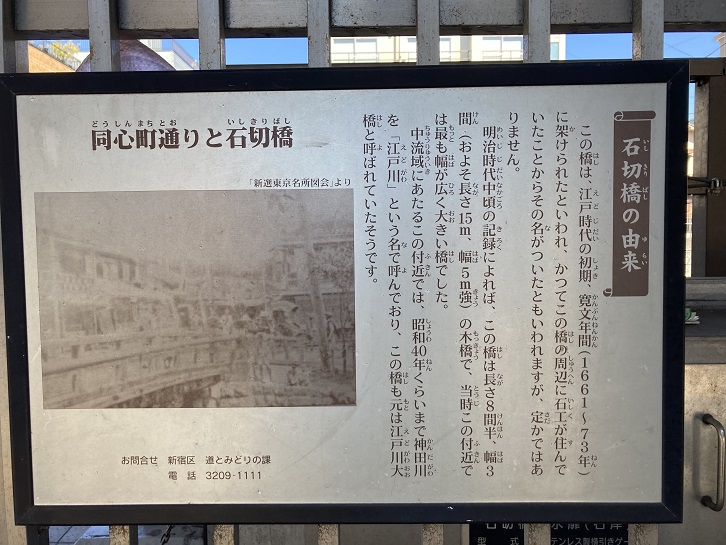 石切橋の由来
この橋は、江戸時代の初期、寛文年間(1661〜73年)
に架けられたといわれ、かつてこの橋の周辺に石工が住んで
いたことからその名がついたともいわれますが、定かではあ
りません。
明治時代中頃の記録によれば、この橋は長さ8間半、幅3
間(およそ長さ15m、幅5m強)の木橋で、当時この付近で
は最も幅が広く大きい橋でした。
中流域にあたるこの付近では、昭和40年くらいまで神田川
を「江戸川」という名で呼んでおり、この橋も元は江戸川大
橋と呼ばれていたそうです。
同心町通りと石切橋
「新選東京名所図会」より
お問合せ 新宿区 道とみどりの課
電話 3209-1111
型式
テンレス製横引きゲー